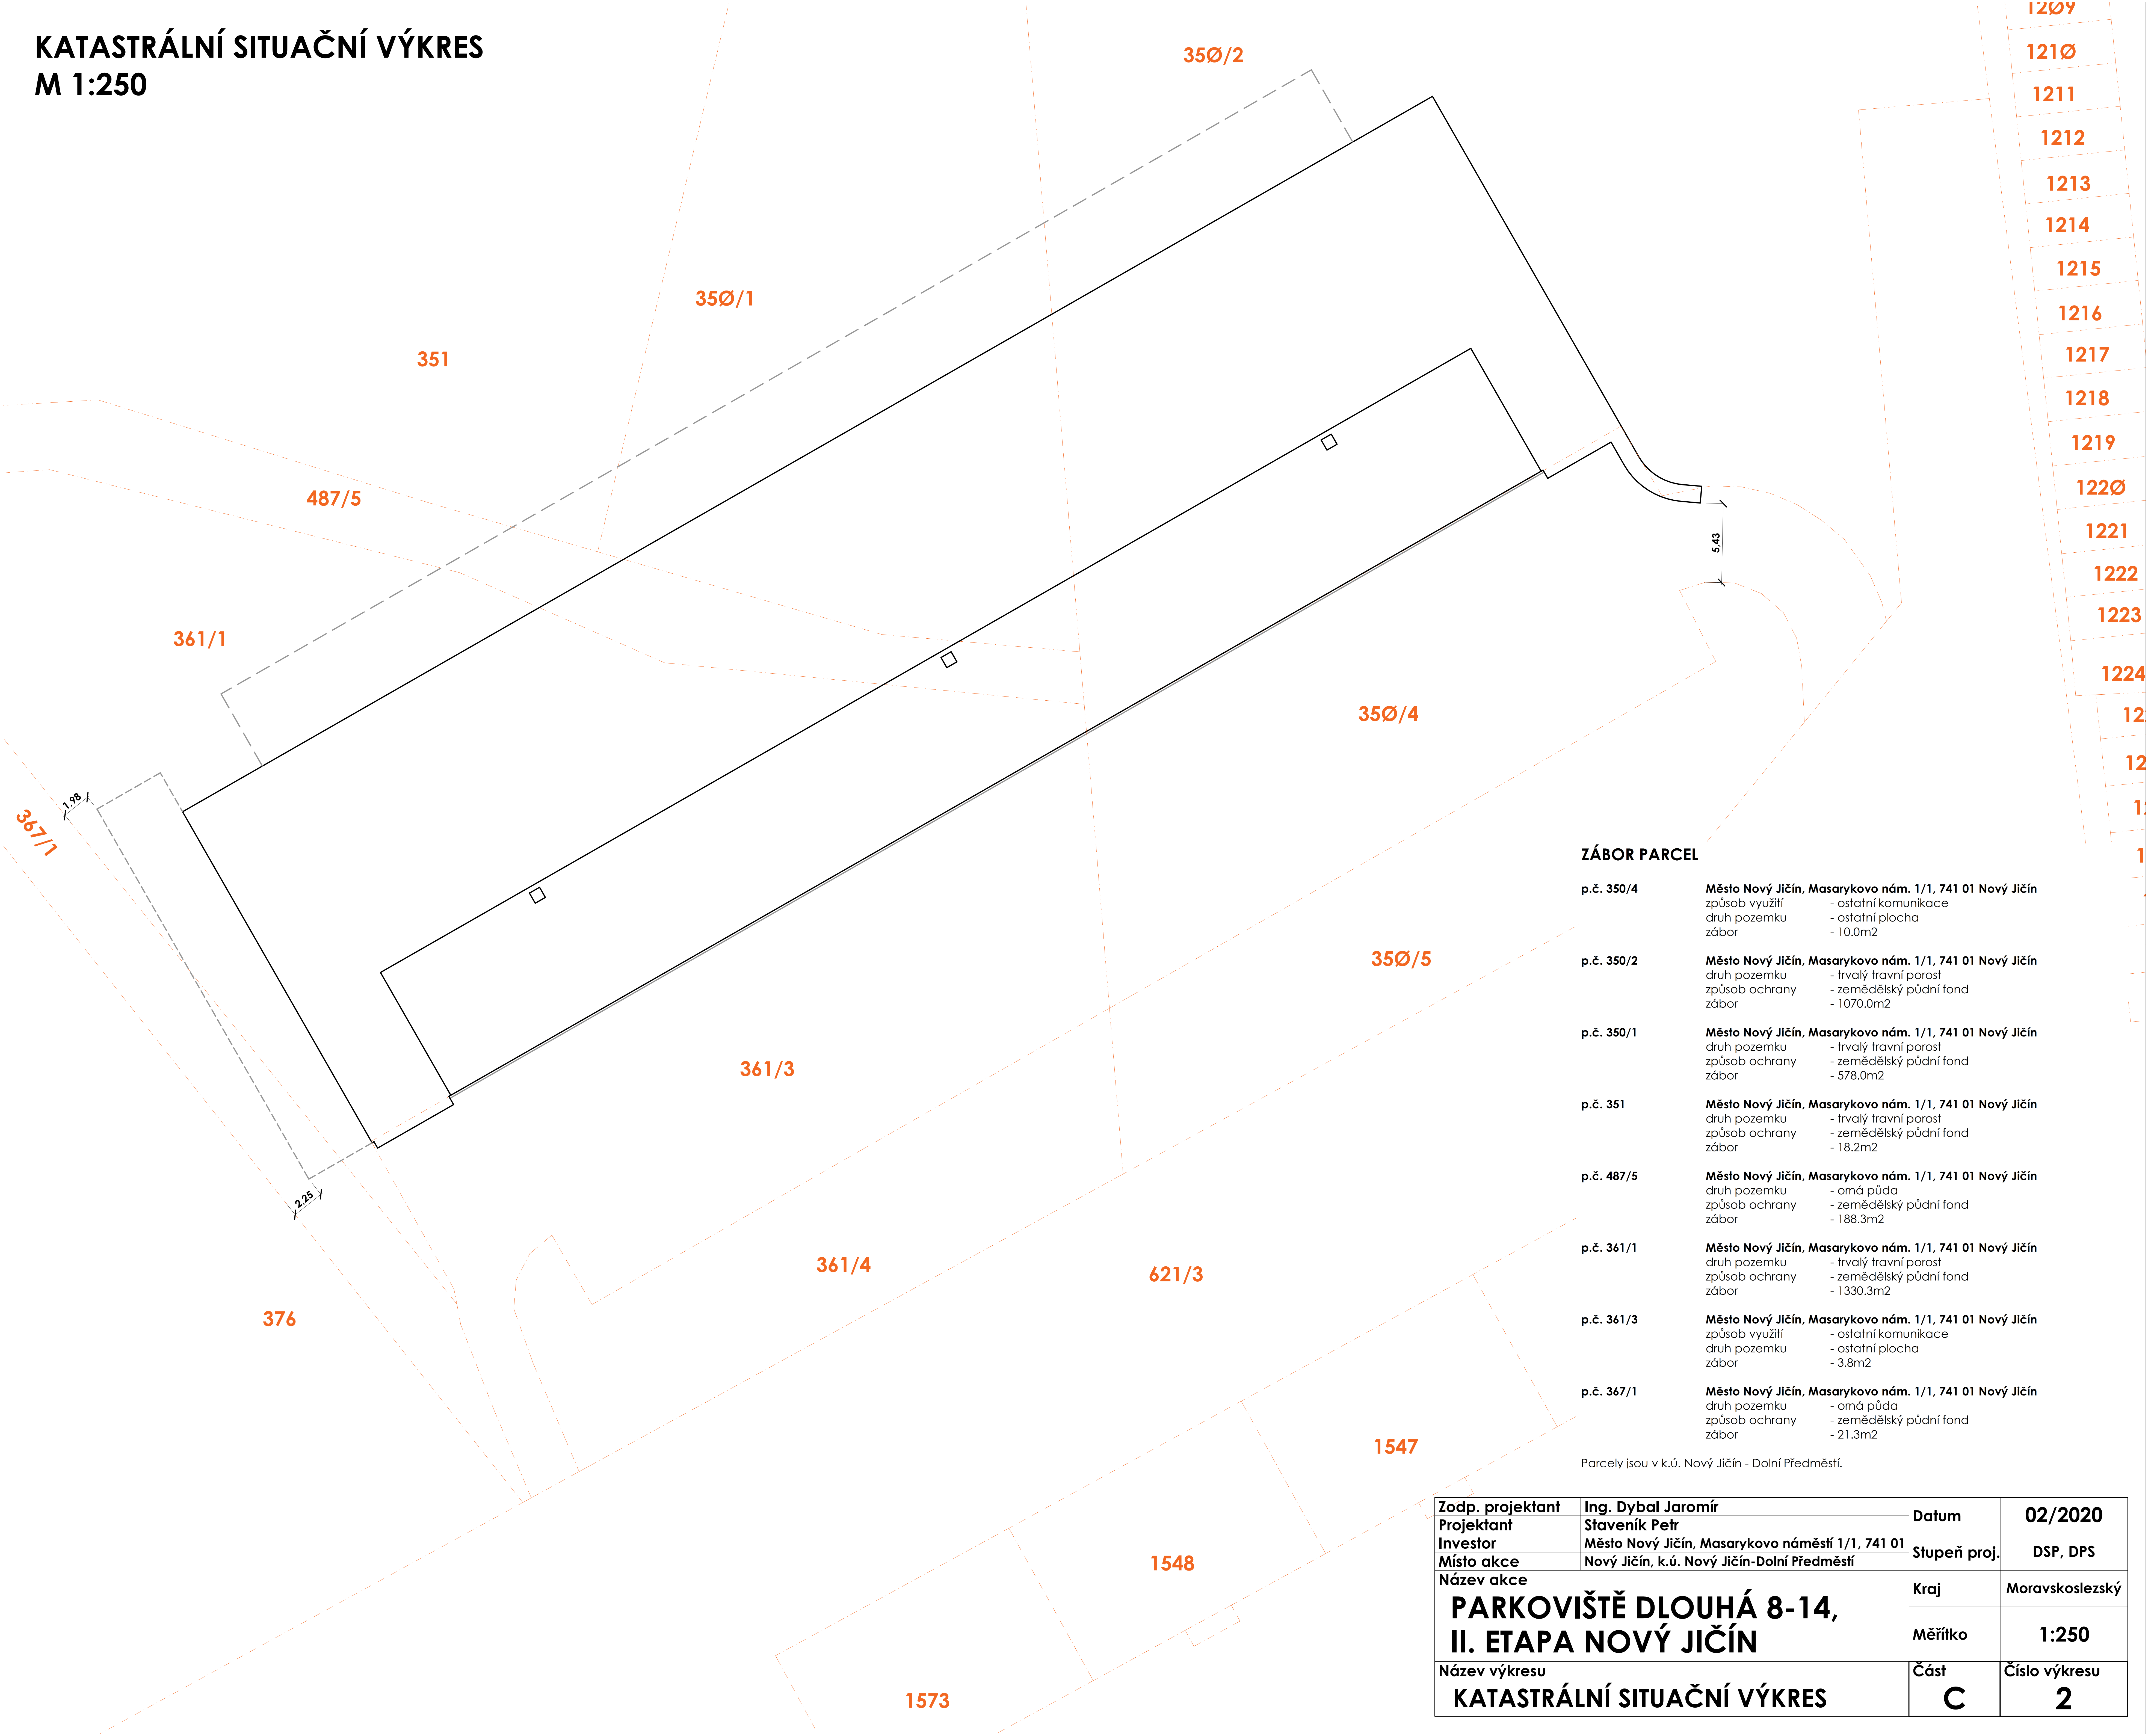 KATASTRÁLNÍ SITUAČNÍ VÝKRES
M 1:250
35Ø/2
35Ø/1
351
487/5
361/1
367/1
1,98
2,25
5,43
35Ø/4
35Ø/5
361/3
361/4
621/3
376
1547
1548
1573
12Ø9
121Ø
1211
1212
1213
1214
1215
1216
1217
1218
1219
122Ø
1221
1222
1223
1224
ZÁBOR PARCEL
p.č. 350/4 Město Nový Jičín, Masarykovo nám. 1/1, 741 01 Nový Jičín
způsob využití - ostatní komunikace
druh pozemku - ostatní plocha
zábor - 10.0m2
p.č. 350/2 Město Nový Jičín, Masarykovo nám. 1/1, 741 01 Nový Jičín
druh pozemku - trvalý travní porost
způsob ochrany - zemědělský půdní fond
zábor - 1070.0m2
p.č. 350/1 Město Nový Jičín, Masarykovo nám. 1/1, 741 01 Nový Jičín
druh pozemku - trvalý travní porost
způsob ochrany - zemědělský půdní fond
zábor - 578.0m2
p.č. 351 Město Nový Jičín, Masarykovo nám. 1/1, 741 01 Nový Jičín
druh pozemku - trvalý travní porost
způsob ochrany - zemědělský půdní fond
zábor - 18.2m2
p.č. 487/5 Město Nový Jičín, Masarykovo nám. 1/1, 741 01 Nový Jičín
druh pozemku - orná půda
způsob ochrany - zemědělský půdní fond
zábor - 188.3m2
p.č. 361/1 Město Nový Jičín, Masarykovo nám. 1/1, 741 01 Nový Jičín
druh pozemku - trvalý travní porost
způsob ochrany - zemědělský půdní fond
zábor - 1330.3m2
p.č. 361/3 Město Nový Jičín, Masarykovo nám. 1/1, 741 01 Nový Jičín
způsob využití - ostatní komunikace
druh pozemku - ostatní plocha
zábor - 3.8m2
p.č. 367/1 Město Nový Jičín, Masarykovo nám. 1/1, 741 01 Nový Jičín
druh pozemku - orná půda
způsob ochrany - zemědělský půdní fond
zábor - 21.3m2
Parcely jsou v k.ú. Nový Jičín - Dolní Předměstí.
Zodp. projektant Ing. Dybal Jaromír
Projektant Staveník Petr
Investor Město Nový Jičín, Masarykovo náměstí 1/1, 741 01
Místo akce Nový Jičín, k.ú. Nový Jičín-Dolní Předměstí
Datum 02/2020
Stupeň proj. DSP, DPS
Kraj Moravskoslezský
Měřítko 1:250
Název akce
PARKOVIŠTĚ DLOUHÁ 8-14,
II. ETAPA NOVÝ JIČÍN
Název výkresu
KATASTRÁLNÍ SITUAČNÍ VÝKRES
Část
C
Číslo výkresu
2